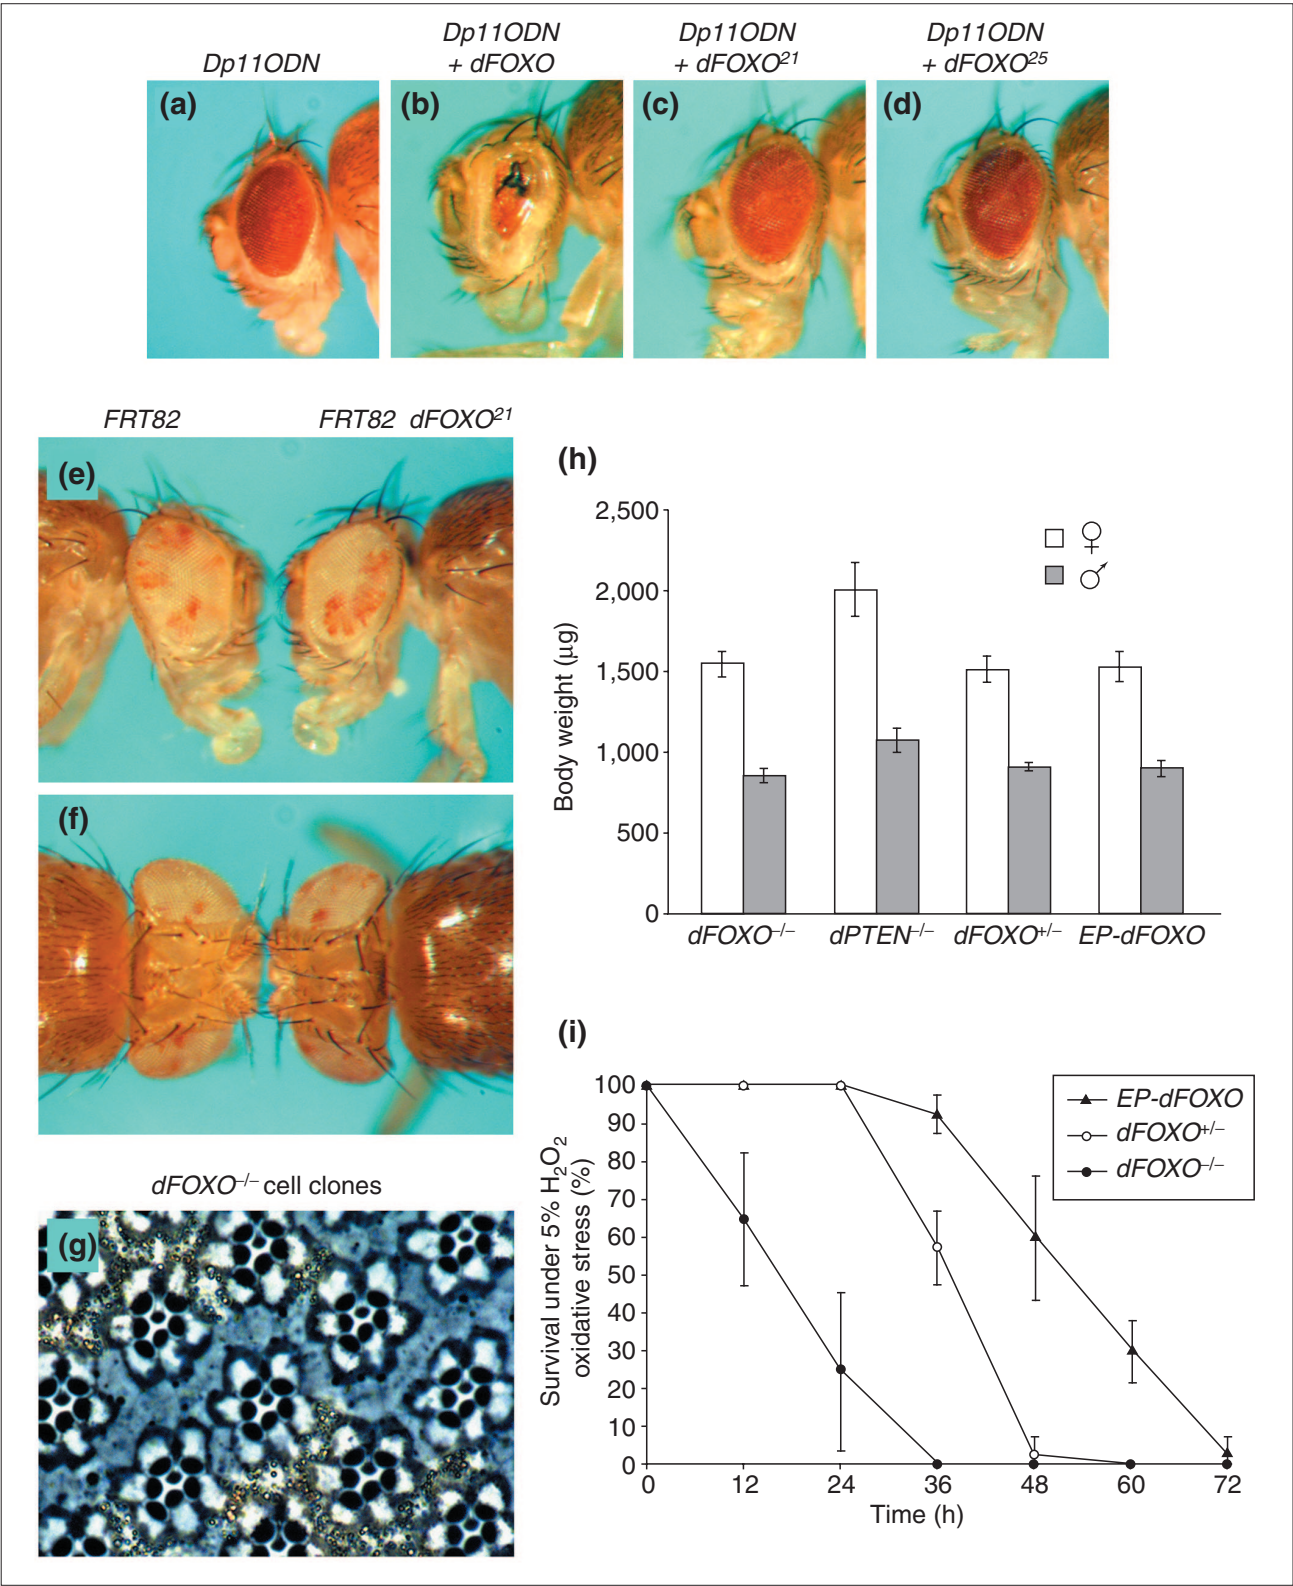 Dp110DN
Dp110DN
+ dFOXO
Dp110DN
+ dFOXO²¹
Dp110DN
+ dFOXO²⁵
(a)
(b)
(c)
(d)
FRT82
FRT82 dFOXO²¹
(e)
(f)
dFOXO⁻/⁻ cell clones
(g)
(h)
2,500
2,000
1,500
1,000
500
0
Body weight (µg)
♀
♂
dFOXO⁻/⁻
dPTEN⁻/⁻
dFOXO⁺/⁻
EP-dFOXO
(i)
100
90
80
70
60
50
40
30
20
10
0
Survival under 5% H₂O₂
oxidative stress (%)
EP-dFOXO
dFOXO⁺/⁻
dFOXO⁻/⁻
0
12
24
36
48
60
72
Time (h)